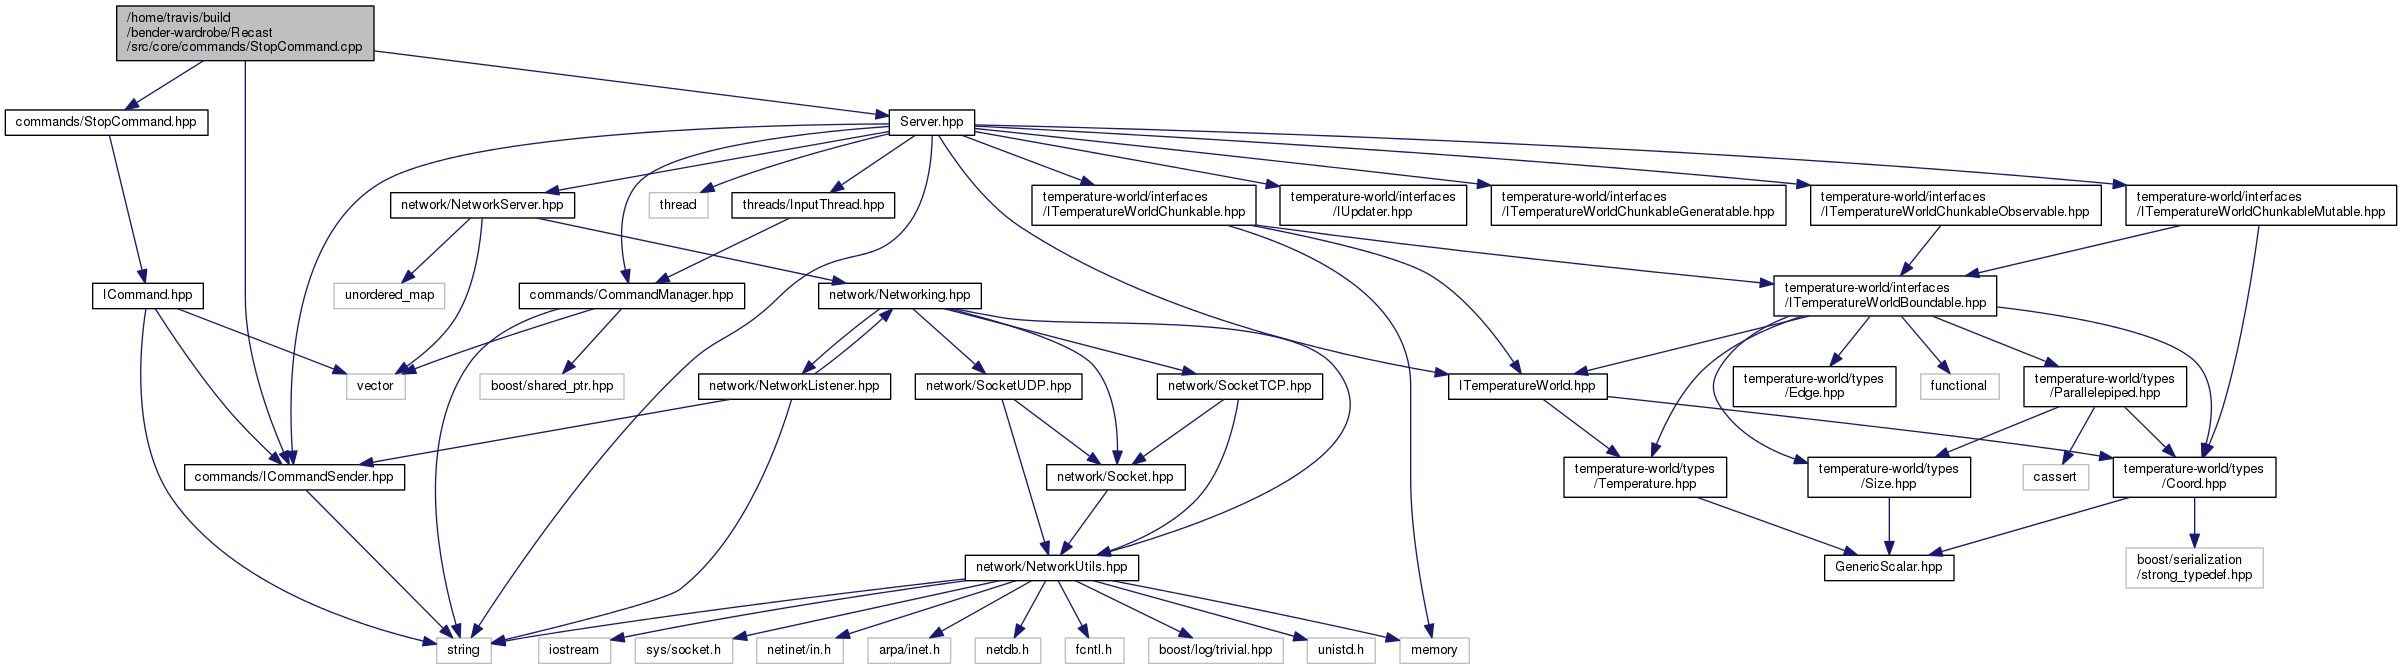 /home/travis/build
/bender-wardrobe/Recast
/src/core/commands/StopCommand.cpp
commands/StopCommand.hpp
Server.hpp
network/NetworkServer.hpp
thread
threads/InputThread.hpp
temperature-world/interfaces
/ITemperatureWorldChunkable.hpp
temperature-world/interfaces
/IUpdater.hpp
temperature-world/interfaces
/ITemperatureWorldChunkableGeneratable.hpp
temperature-world/interfaces
/ITemperatureWorldChunkableObservable.hpp
temperature-world/interfaces
/ITemperatureWorldChunkableMutable.hpp
ICommand.hpp
unordered_map
commands/CommandManager.hpp
network/Networking.hpp
temperature-world/interfaces
/ITemperatureWorldBoundable.hpp
vector
boost/shared_ptr.hpp
network/NetworkListener.hpp
network/SocketUDP.hpp
network/SocketTCP.hpp
ITemperatureWorld.hpp
temperature-world/types
/Edge.hpp
functional
temperature-world/types
/Parallelepiped.hpp
commands/ICommandSender.hpp
network/Socket.hpp
temperature-world/types
/Temperature.hpp
temperature-world/types
/Size.hpp
cassert
temperature-world/types
/Coord.hpp
network/NetworkUtils.hpp
GenericScalar.hpp
boost/serialization
/strong_typedef.hpp
string
iostream
sys/socket.h
netinet/in.h
arpa/inet.h
netdb.h
fcntl.h
boost/log/trivial.hpp
unistd.h
memory